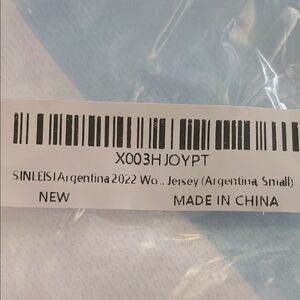 X003HJOYPT
SINLEISI Argentina 2022 Wo... Jersey (Argentina, Small)
NEW MADE IN CHINA